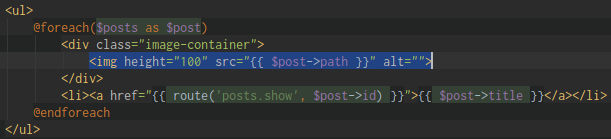 <ul>
@foreach($posts as $post)
<div class="image-container">
<img height="100" src="{{ $post->path }}" alt="">
</div>
<li><a href="{{ route('posts.show', $post->id) }}">{{ $post->title }}</a></li>
@endforeach
</ul>